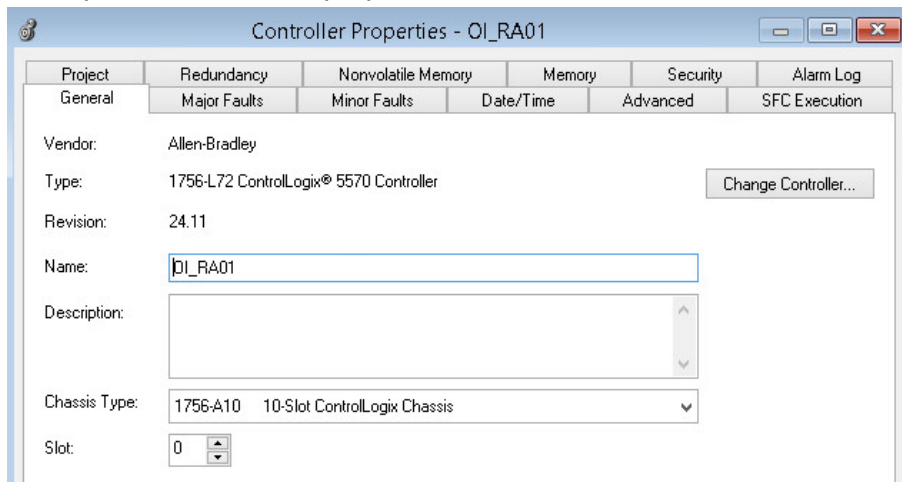 Controller Properties - OI_RA01
Project Redundancy Nonvolatile Memory Memory Security Alarm Log
General Major Faults Minor Faults Date/Time Advanced SFC Execution
Vendor: Allen-Bradley
Type: 1756-L72 ControlLogix® 5570 Controller Change Controller...
Revision: 24.11
Name: OI_RA01
Description:
Chassis Type: 1756-A10 10-Slot ControlLogix Chassis
Slot: 0